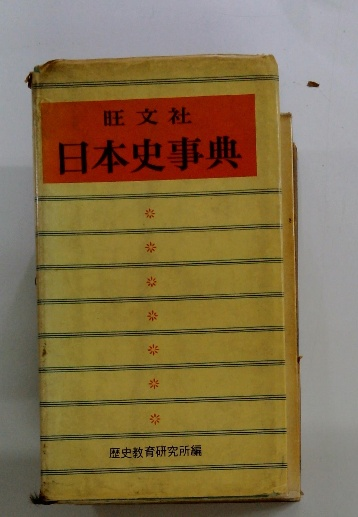 旺文社
日本史事典
歴史教育研究所編